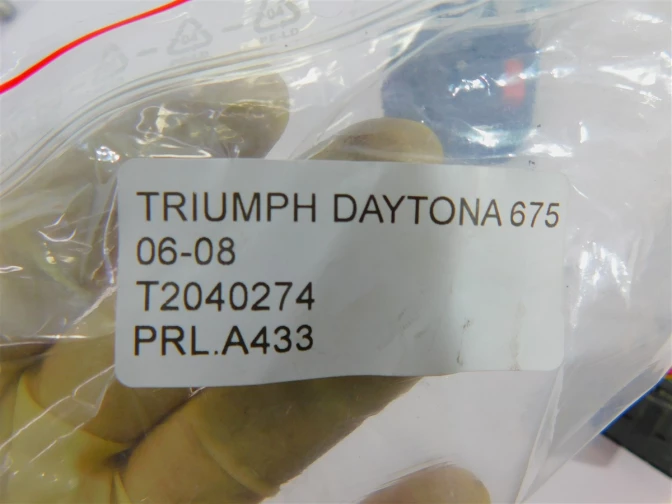 TRIUMPH DAYTONA 675
06-08
T2040274
PRL.A433